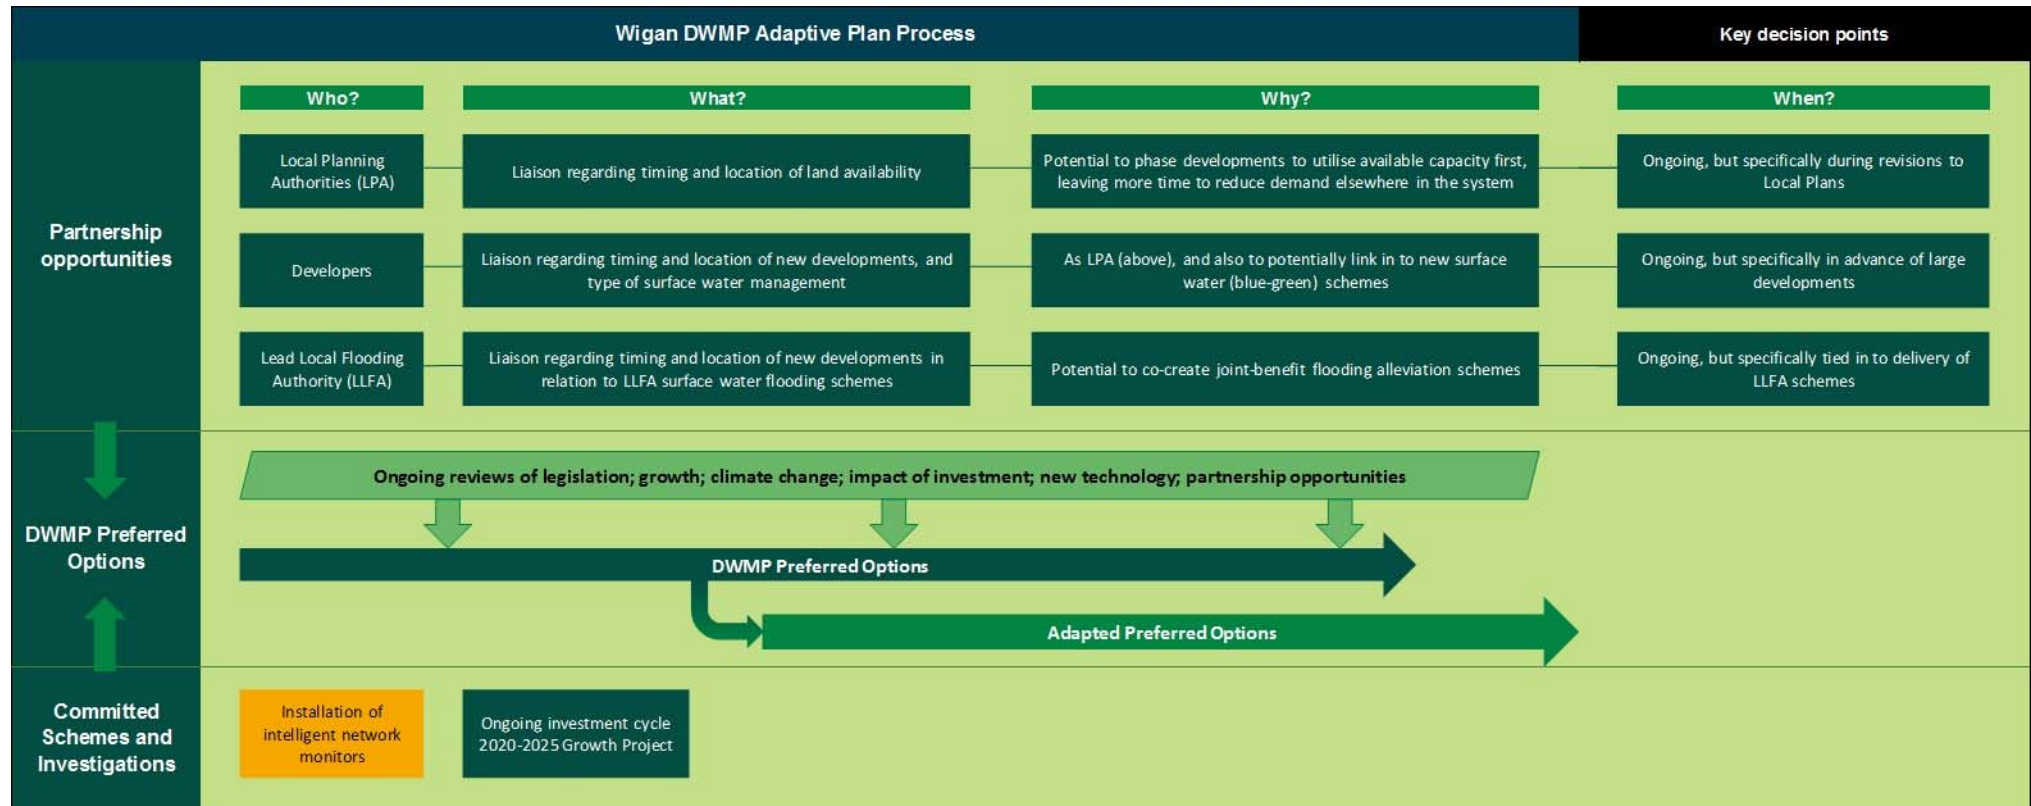 Wigan DWMP Adaptive Plan Process
Key decision points
Partnership
opportunities
Who?
What?
Why?
When?
Local Planning
Authorities (LPA)
Liaison regarding timing and location of land availability
Potential to phase developments to utilise available capacity first,
leaving more time to reduce demand elsewhere in the system
Ongoing, but specifically during revisions to
Local Plans
Developers
Liaison regarding timing and location of new developments, and
type of surface water management
As LPA (above), and also to potentially link in to new surface
water (blue-green) schemes
Ongoing, but specifically in advance of large
developments
Lead Local Flooding
Authority (LLFA)
Liaison regarding timing and location of new developments in
relation to LLFA surface water flooding schemes
Potential to co-create joint-benefit flooding alleviation schemes
Ongoing, but specifically tied in to delivery of
LLFA schemes
DWMP Preferred
Options
Ongoing reviews of legislation; growth; climate change; impact of investment; new technology; partnership opportunities
DWMP Preferred Options
Adapted Preferred Options
Committed
Schemes and
Investigations
Installation of
intelligent network
monitors
Ongoing investment cycle
2020-2025 Growth Project